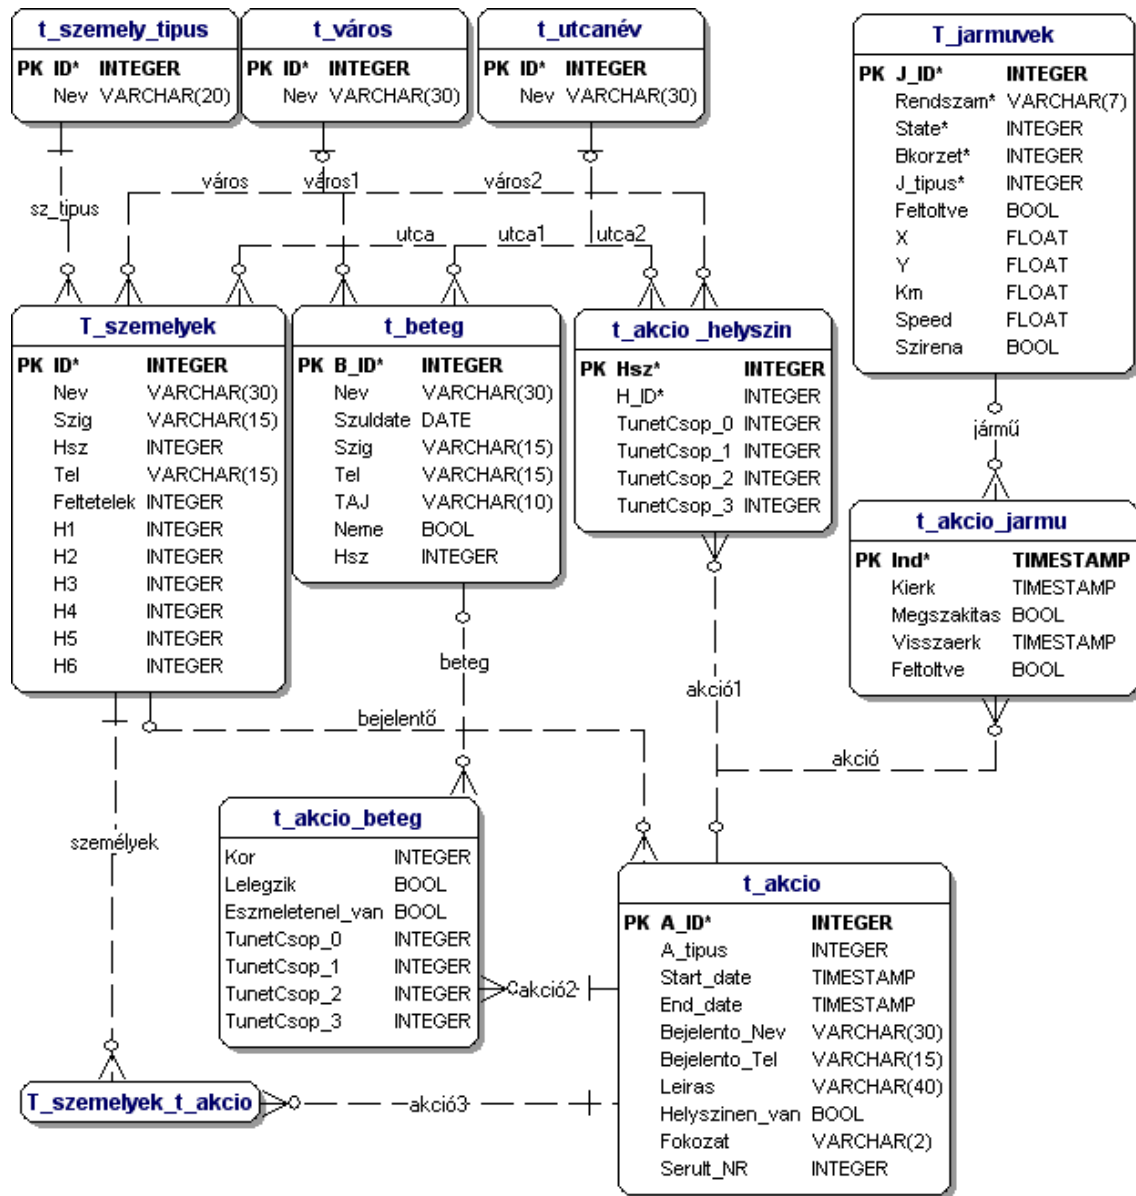 t_szemely_tipus
PK ID* INTEGER
Nev VARCHAR(20)
t_város
PK ID* INTEGER
Nev VARCHAR(30)
t_utcanév
PK ID* INTEGER
Nev VARCHAR(30)
T_jarmuvek
PK J_ID* INTEGER
Rendszam* VARCHAR(7)
State* INTEGER
Bkorzet* INTEGER
J_tipus* INTEGER
Feltoltve BOOL
X FLOAT
Y FLOAT
Km FLOAT
Speed FLOAT
Szirena BOOL
sz_tipus
város
város1
város2
utca
utca1
utca2
T_szemelyek
PK ID* INTEGER
Nev VARCHAR(30)
Szig VARCHAR(15)
Hsz INTEGER
Tel VARCHAR(15)
Feltetelek INTEGER
H1 INTEGER
H2 INTEGER
H3 INTEGER
H4 INTEGER
H5 INTEGER
H6 INTEGER
t_beteg
PK B_ID* INTEGER
Nev VARCHAR(30)
Szuldate DATE
Szig VARCHAR(15)
Tel VARCHAR(15)
TAJ VARCHAR(10)
Neme BOOL
Hsz INTEGER
t_akcio _helyszin
PK Hsz* INTEGER
H_ID* INTEGER
TunetCsop_0 INTEGER
TunetCsop_1 INTEGER
TunetCsop_2 INTEGER
TunetCsop_3 INTEGER
jármű
t_akcio_jarmu
PK Ind* TIMESTAMP
Kierk TIMESTAMP
Megszakitas BOOL
Visszaerk TIMESTAMP
Feltoltve BOOL
beteg
akció1
bejelentő
akció
személyek
t_akcio_beteg
Kor INTEGER
Lelegzik BOOL
Eszmeletenel_van BOOL
TunetCsop_0 INTEGER
TunetCsop_1 INTEGER
TunetCsop_2 INTEGER
TunetCsop_3 INTEGER
akció2
t_akcio
PK A_ID* INTEGER
A_tipus INTEGER
Start_date TIMESTAMP
End_date TIMESTAMP
Bejelento_Nev VARCHAR(30)
Bejelento_Tel VARCHAR(15)
Leiras VARCHAR(40)
Helyszinen_van BOOL
Fokozat VARCHAR(2)
Serult_NR INTEGER
T_szemelyek_t_akcio
akció3